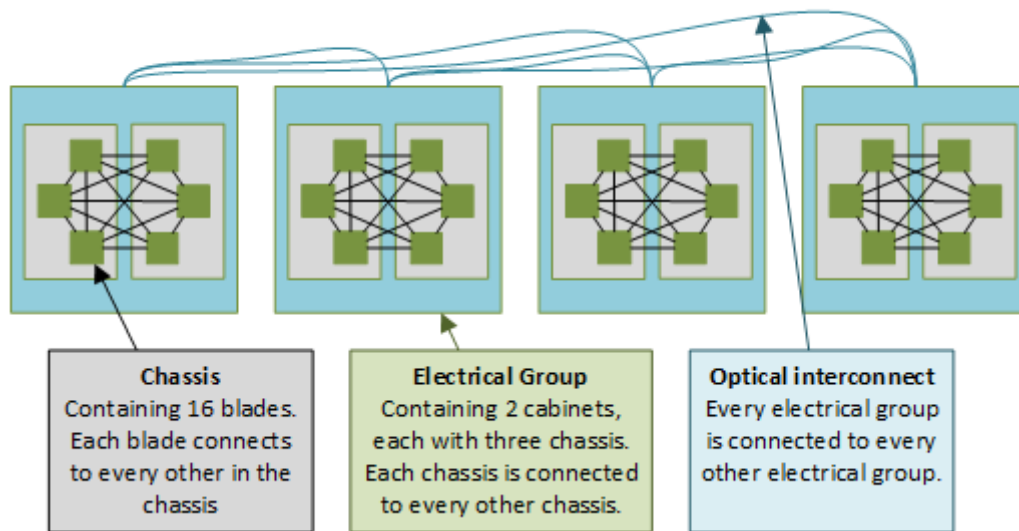 Chassis
Containing 16 blades.
Each blade connects
to every other in the
chassis
Electrical Group
Containing 2 cabinets,
each with three chassis.
Each chassis is connected
to every other chassis.
Optical interconnect
Every electrical group
is connected to every
other electrical group.